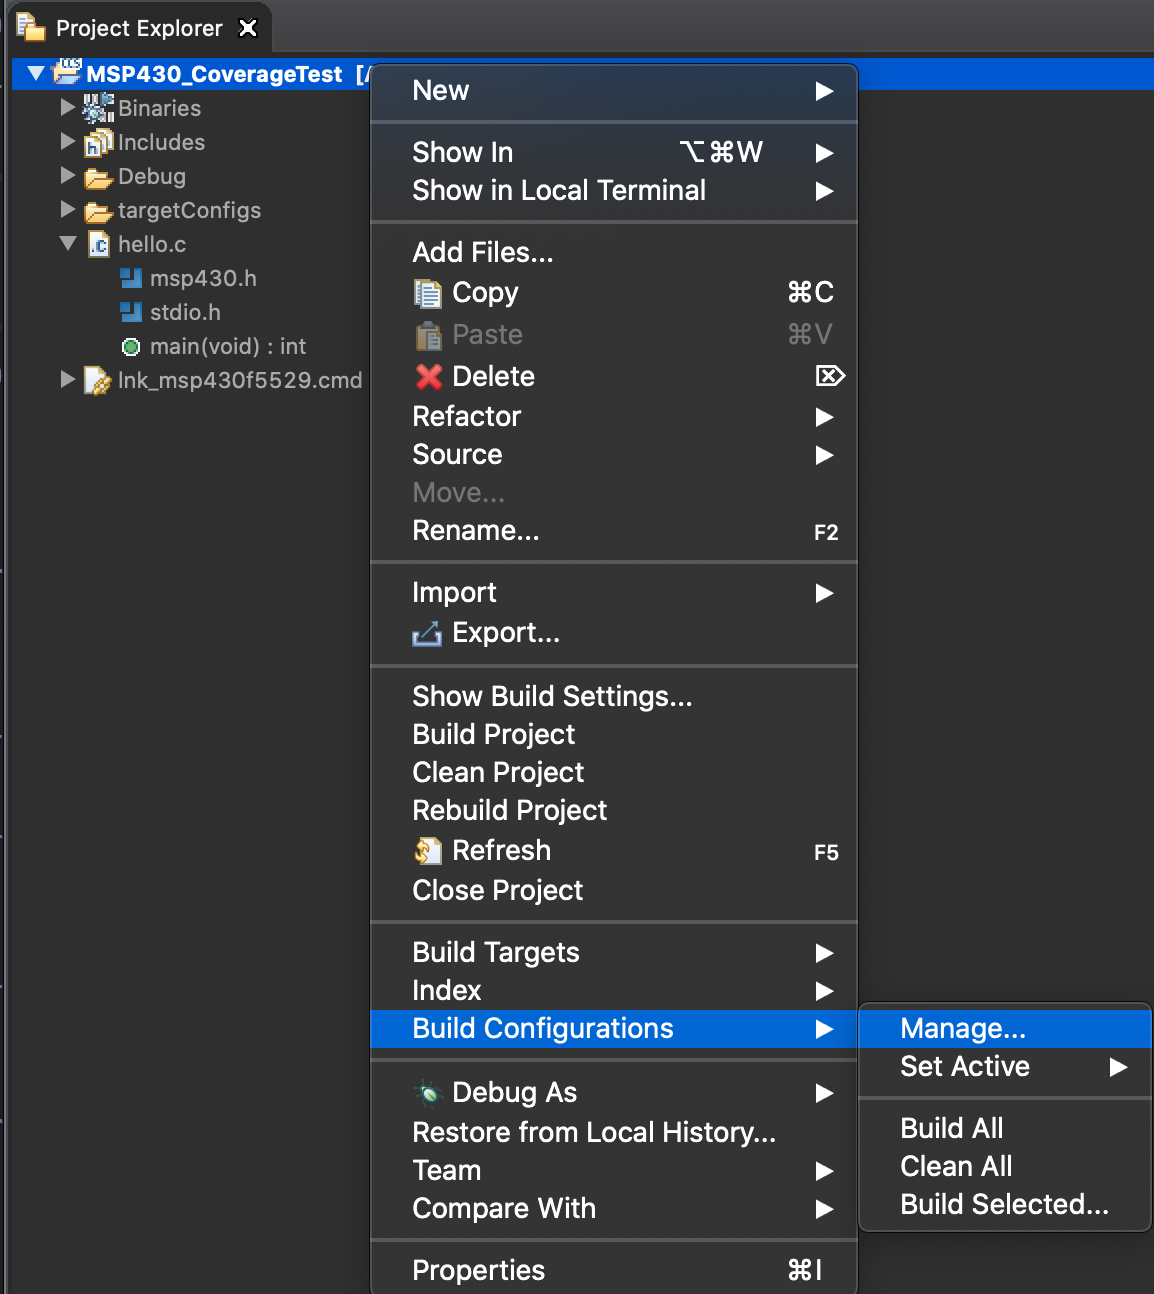 Project Explorer
MSP430_CoverageTest [
Binaries
Includes
Debug
targetConfigs
hello.c
msp430.h
stdio.h
main(void) : int
lnk_msp430f5529.cmd
New
Show In ⌥⌘W
Show in Local Terminal
Add Files...
Copy ⌘C
Paste ⌘V
Delete ⌦
Refactor
Source
Move...
Rename... F2
Import
Export...
Show Build Settings...
Build Project
Clean Project
Rebuild Project
Refresh F5
Close Project
Build Targets
Index
Build Configurations
Debug As
Restore from Local History...
Team
Compare With
Properties ⌘I
Manage...
Set Active
Build All
Clean All
Build Selected...